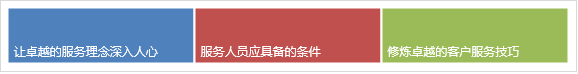 让卓越的服务理念深入人心
服务人员应具备的条件
修炼卓越的客户服务技巧